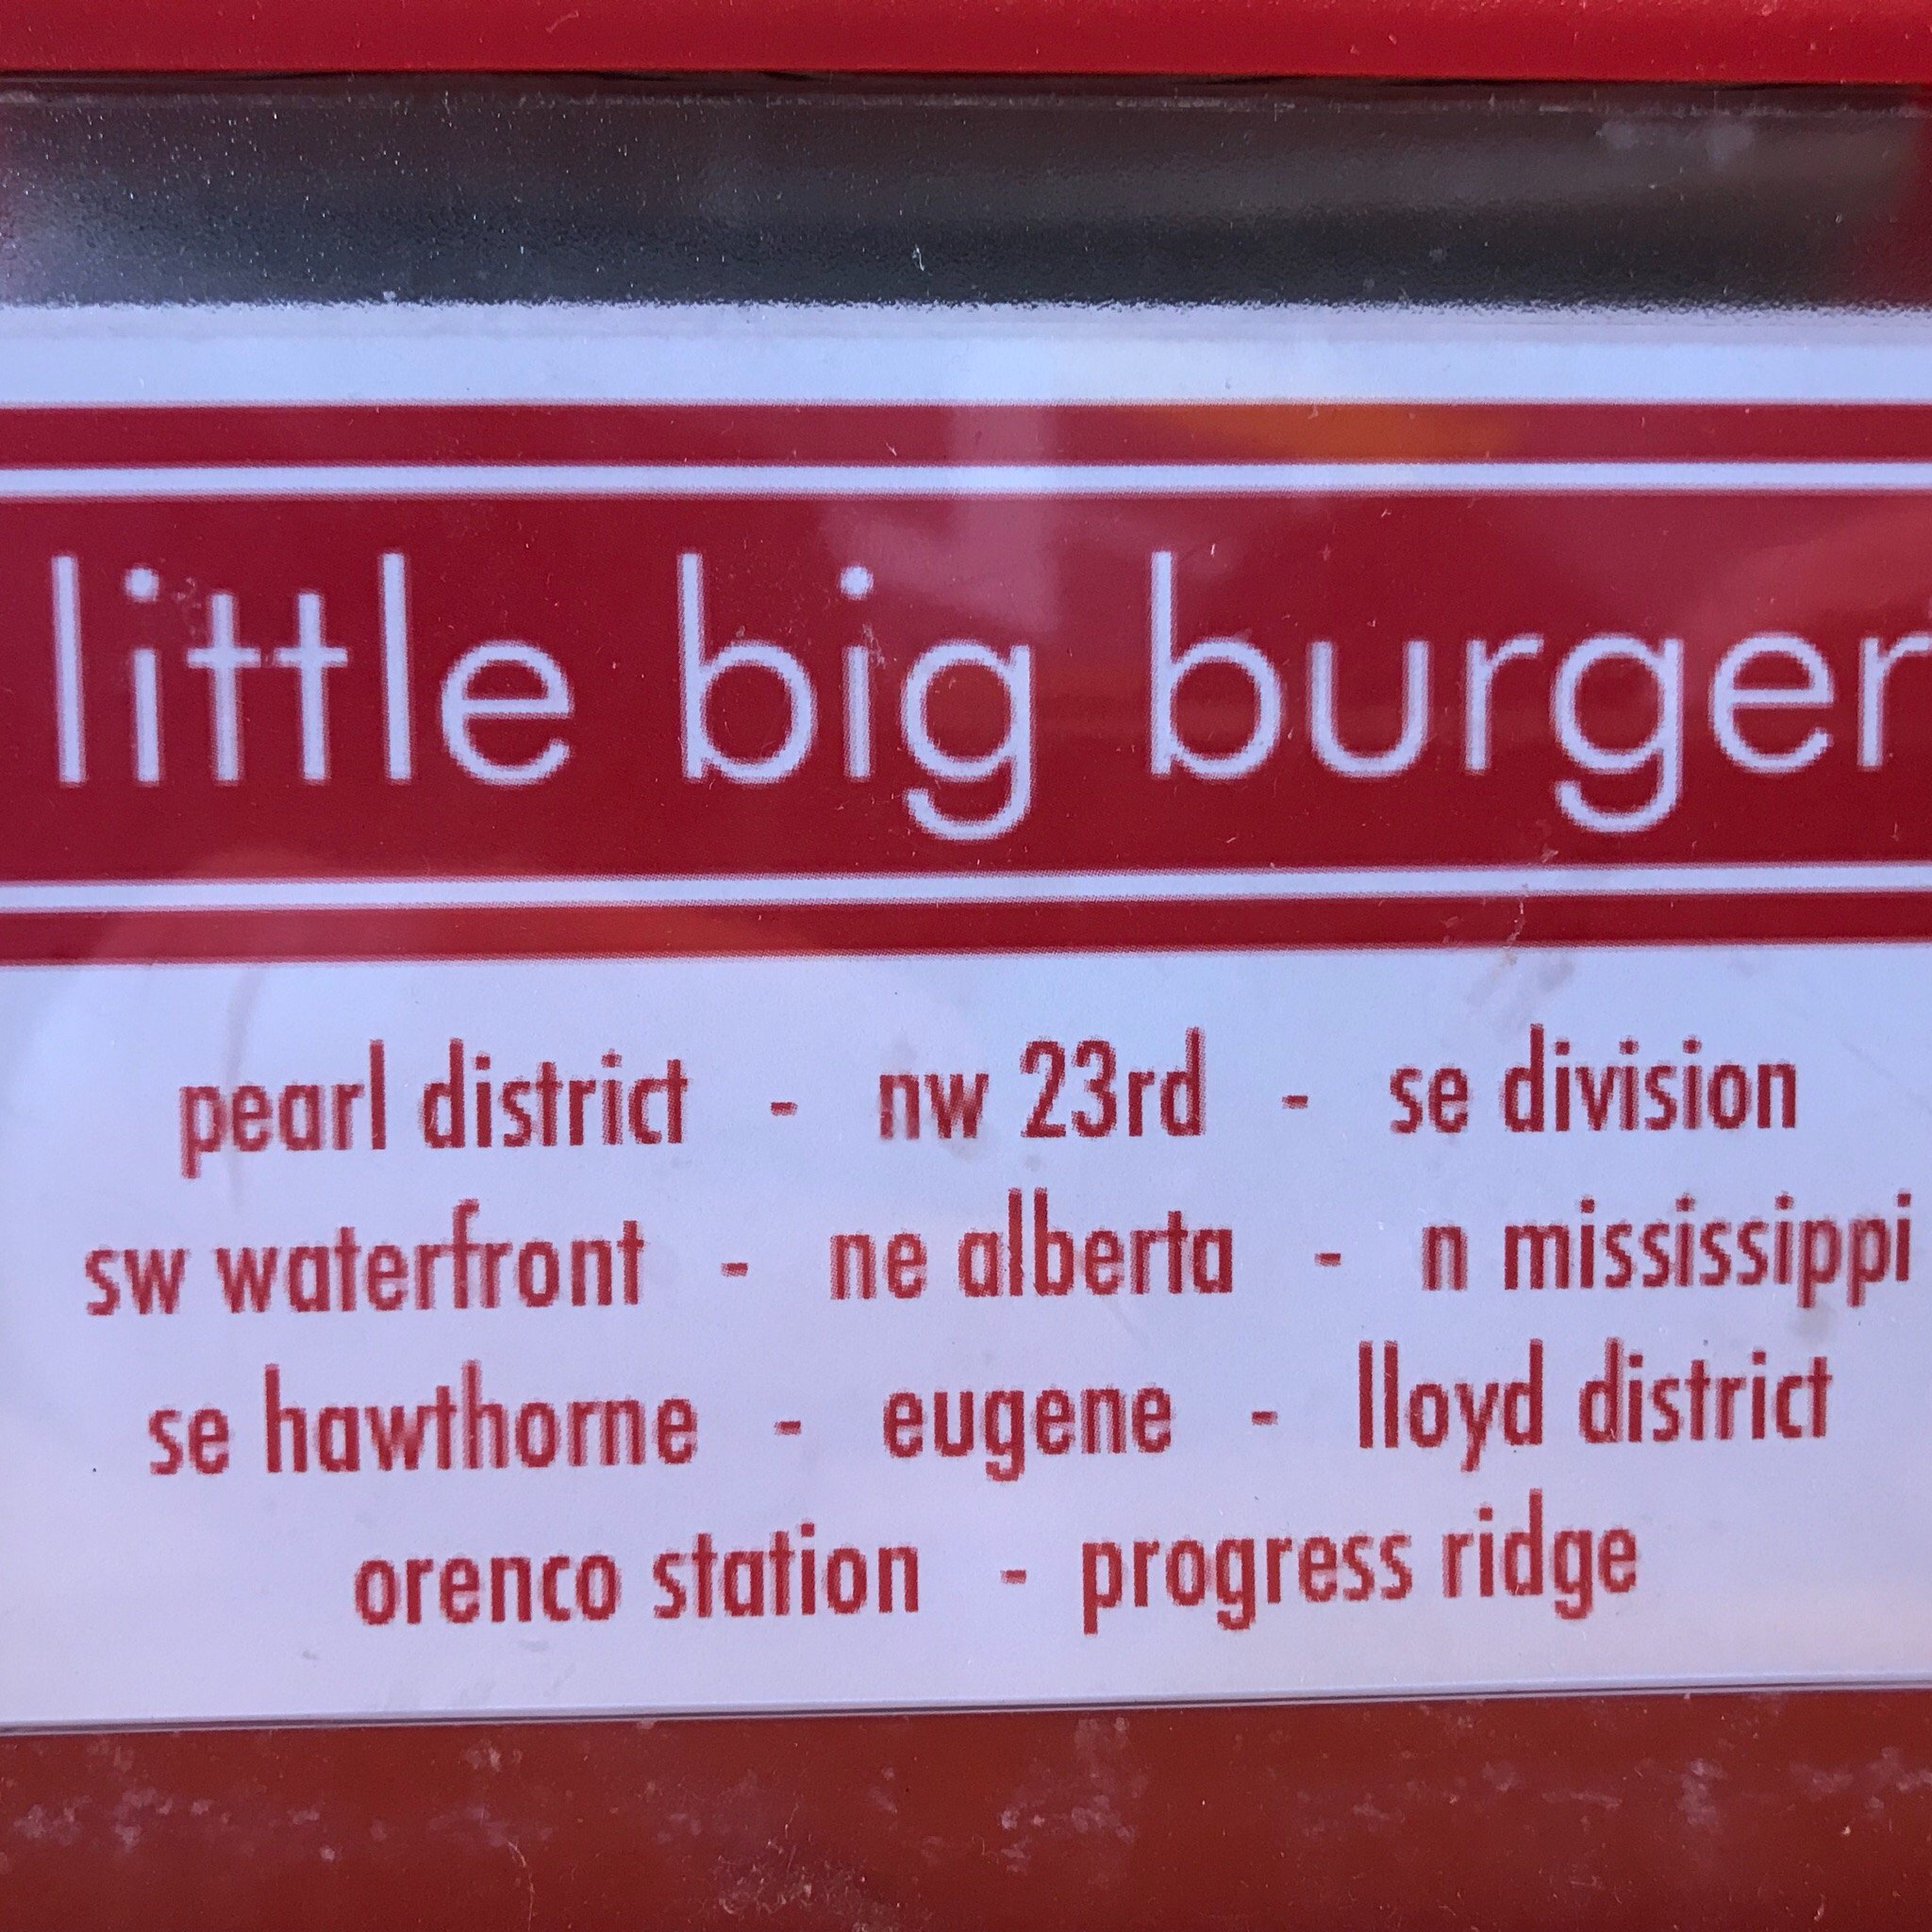 little big burger
pearl district - nw 23rd - se division
sw waterfront - ne alberta - n mississippi
se hawthorne - eugene - lloyd district
orenco station - progress ridge